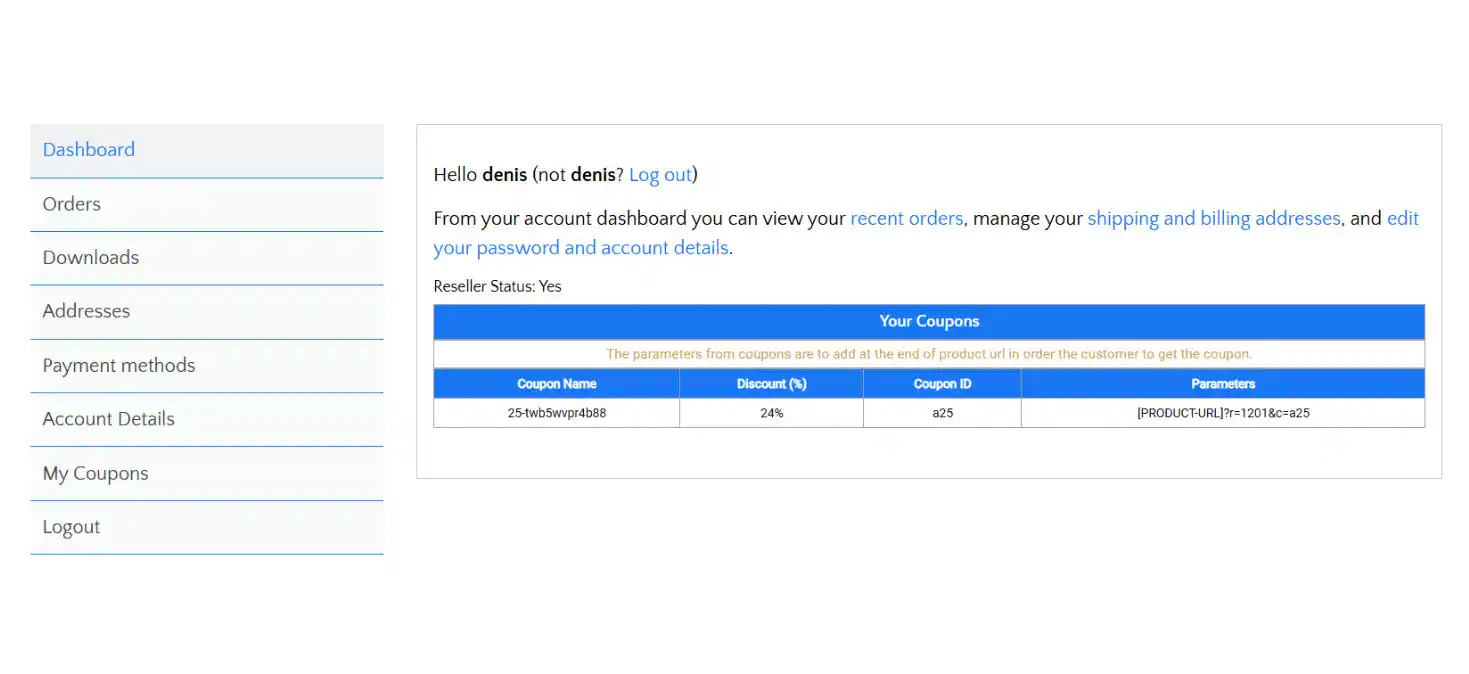 Dashboard
Orders
Downloads
Addresses
Payment methods
Account Details
My Coupons
Logout
Hello denis (not denis? Log out)
From your account dashboard you can view your recent orders, manage your shipping and billing addresses, and edit
your password and account details.
Reseller Status: Yes
Your Coupons
The parameters from coupons are to add at the end of product url in order the customer to get the coupon.
Coupon Name Discount (%) Coupon ID Parameters
25-twb5wvpr4b88 24% a25 [PRODUCT-URL]?r=1201&c=a25